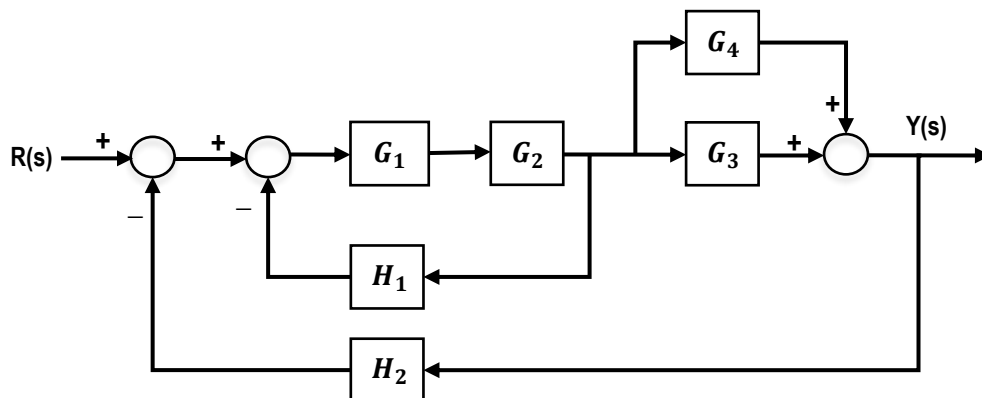 G₄
+
+
Y(s)
R(s)
+
+
G₁
G₂
G₃
+
−
−
H₁
H₂